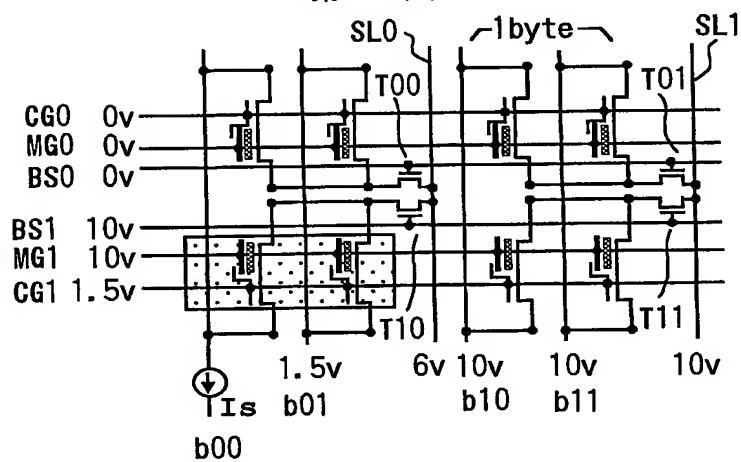 SL0 1byte SL1
T00 T01
CG0 0v
MG0 0v
BS0 0v
BS1 10v
MG1 10v
CG1 1.5v
T10 T11
1.5v 6v 10v 10v 10v
b01 b10 b11
Is
b00